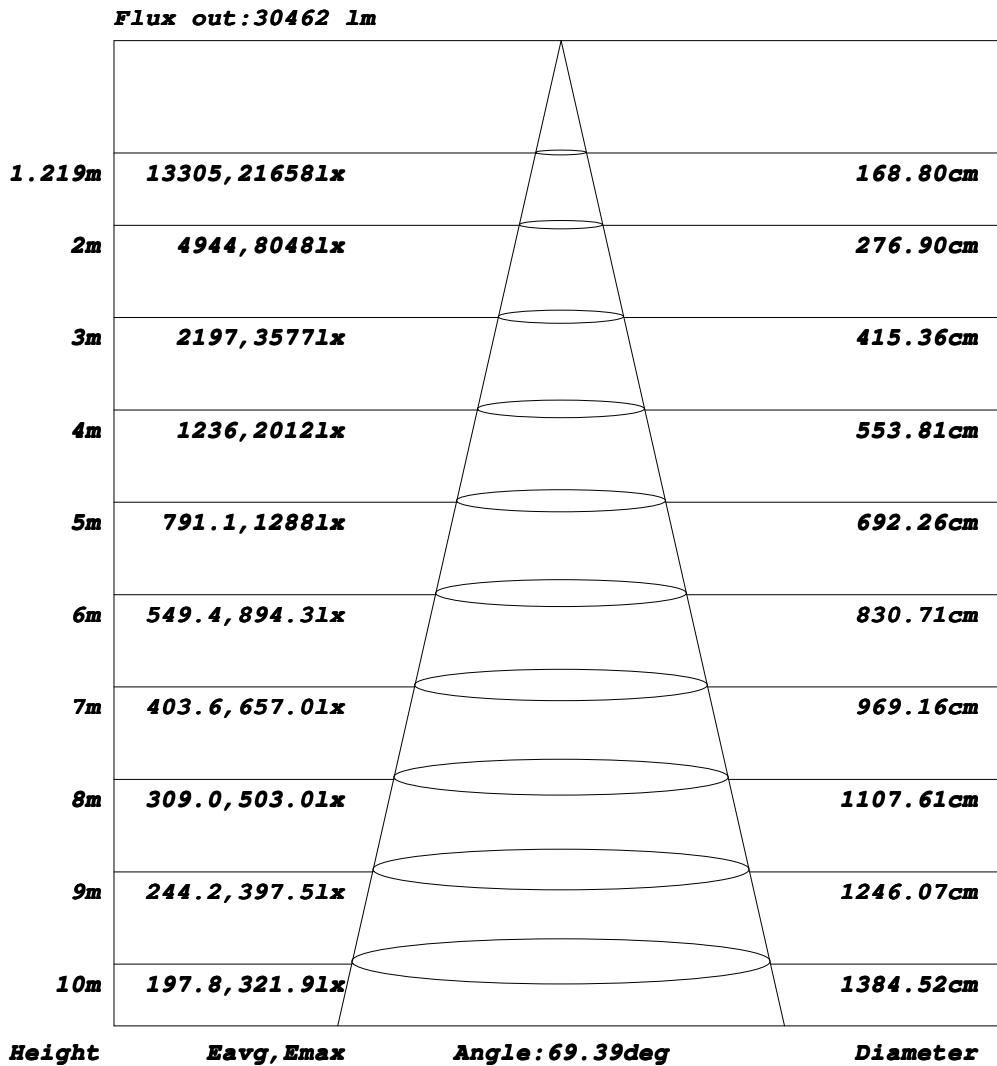 Flux out:30462 lm
1.219m 13305,21658lx 168.80cm
2m 4944,8048lx 276.90cm
3m 2197,3577lx 415.36cm
4m 1236,2012lx 553.81cm
5m 791.1,1288lx 692.26cm
6m 549.4,894.3lx 830.71cm
7m 403.6,657.0lx 969.16cm
8m 309.0,503.0lx 1107.61cm
9m 244.2,397.5lx 1246.07cm
10m 197.8,321.9lx 1384.52cm
Height Eavg,Emax Angle:69.39deg Diameter